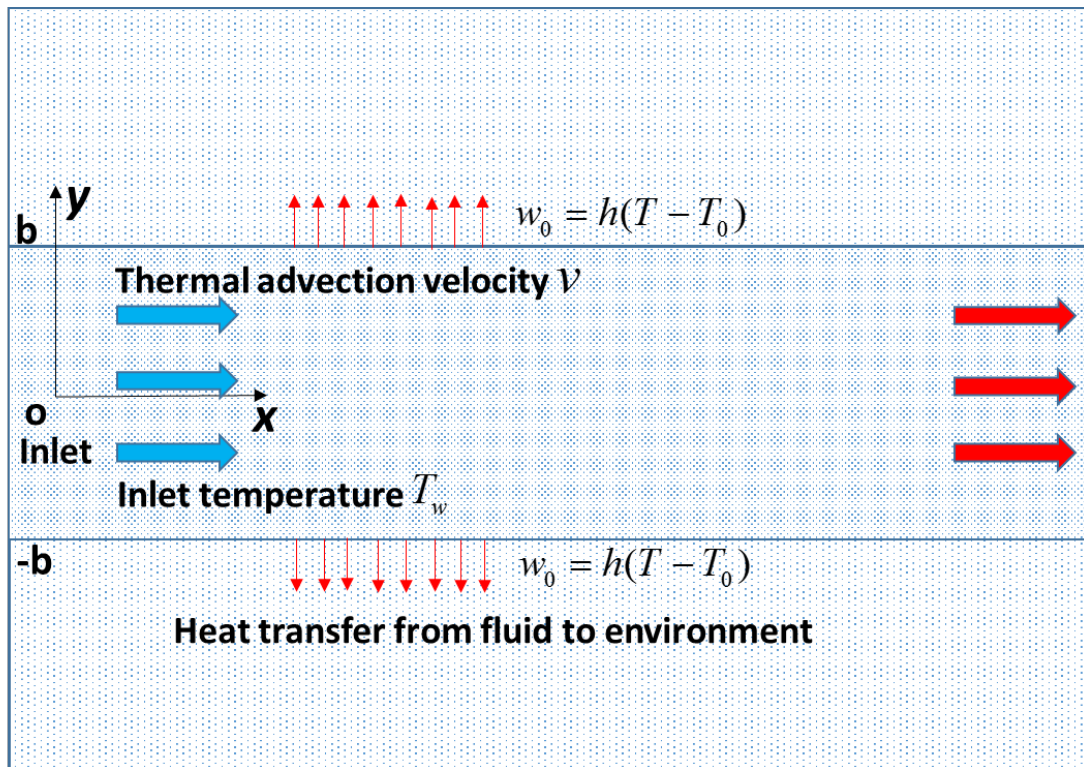 y
b
w₀ = h(T − T₀)
Thermal advection velocity v
o
x
Inlet
Inlet temperature T_w
-b
w₀ = h(T − T₀)
Heat transfer from fluid to environment